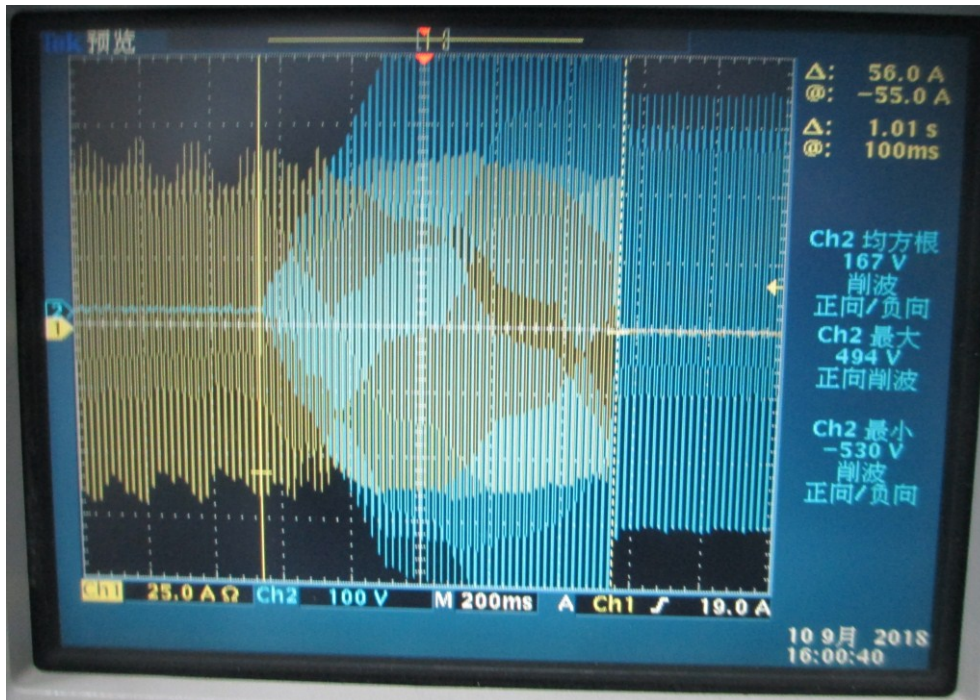 Tek 预览
Δ: 56.0 A
@: -55.0 A
Δ: 1.01 s
@: 100ms
Ch2 均方根
167 V
削波
正向/负向
Ch2 最大
494 V
正向削波
Ch2 最小
-530 V
削波
正向/负向
2
1
Ch1 25.0 A Ω Ch2 100 V M 200ms A Ch1 ʃ 19.0 A
10 9月 2018
16:00:40